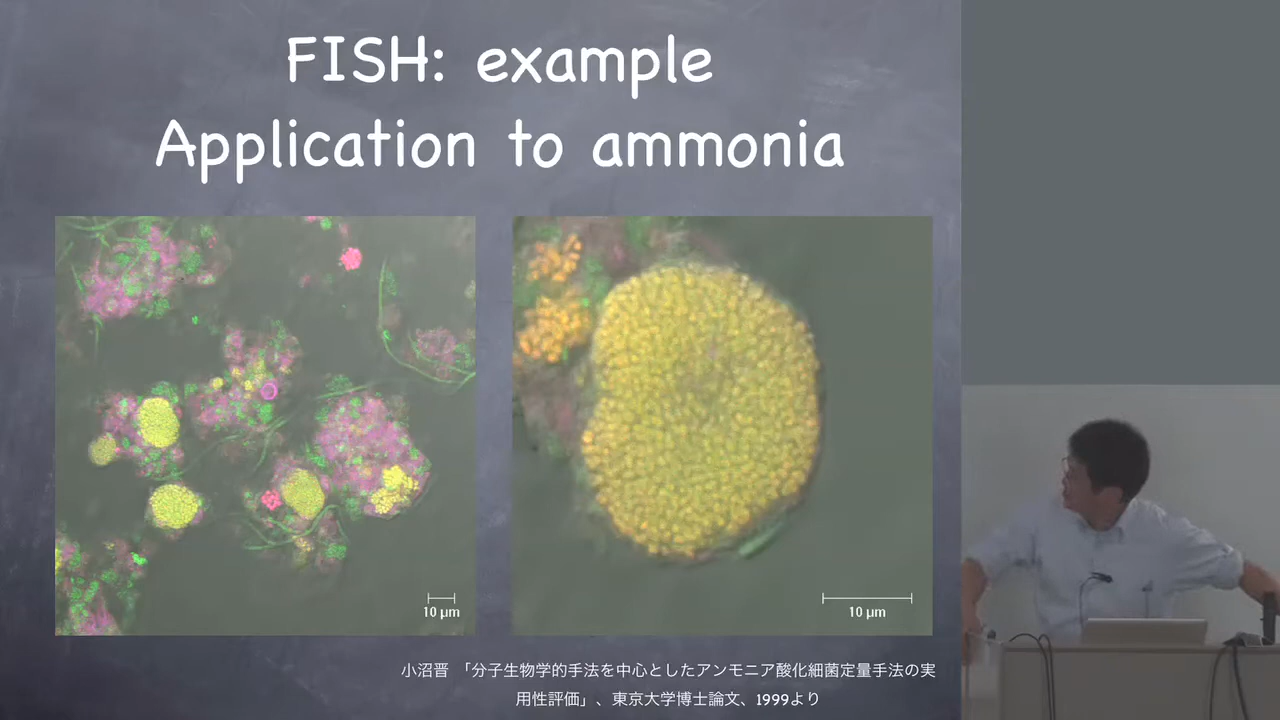 FISH: example
Application to ammonia
10 µm
10 µm
小沼晋 「分子生物学的手法を中心としたアンモニア酸化細菌定量手法の実
用性評価」、東京大学博士論文、1999より